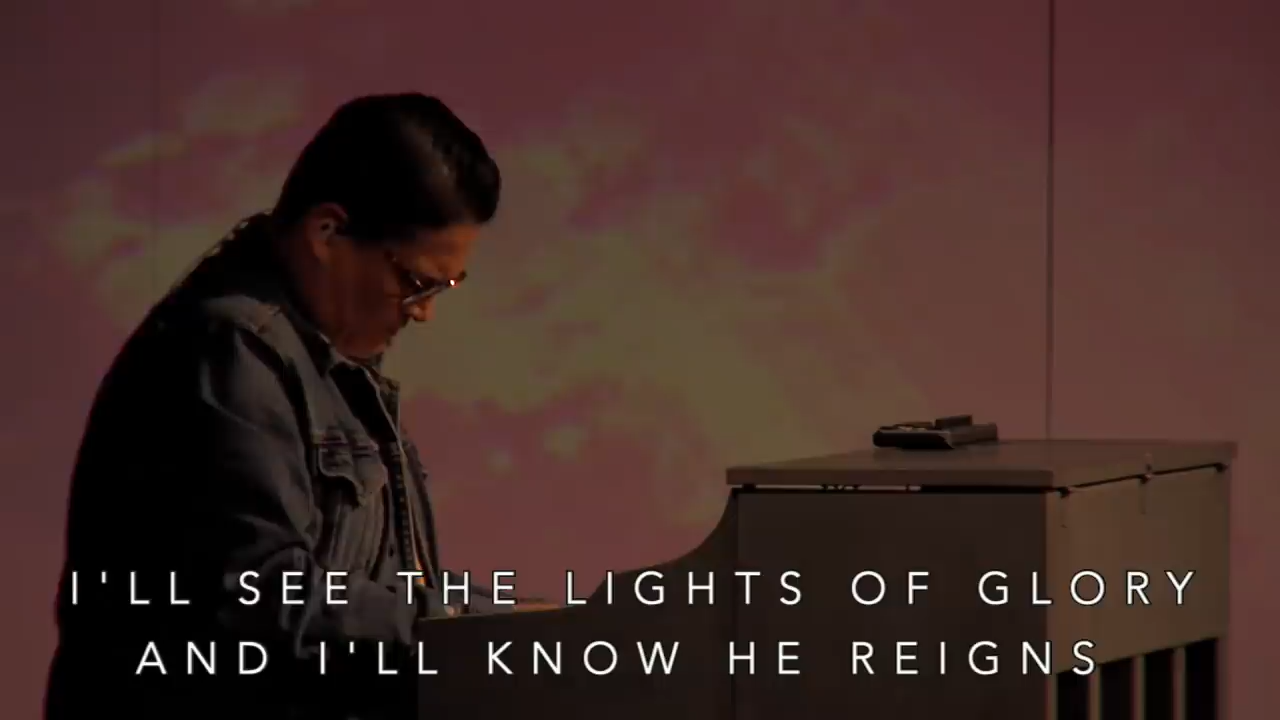 I'LL SEE THE LIGHTS OF GLORY
AND I'LL KNOW HE REIGNS